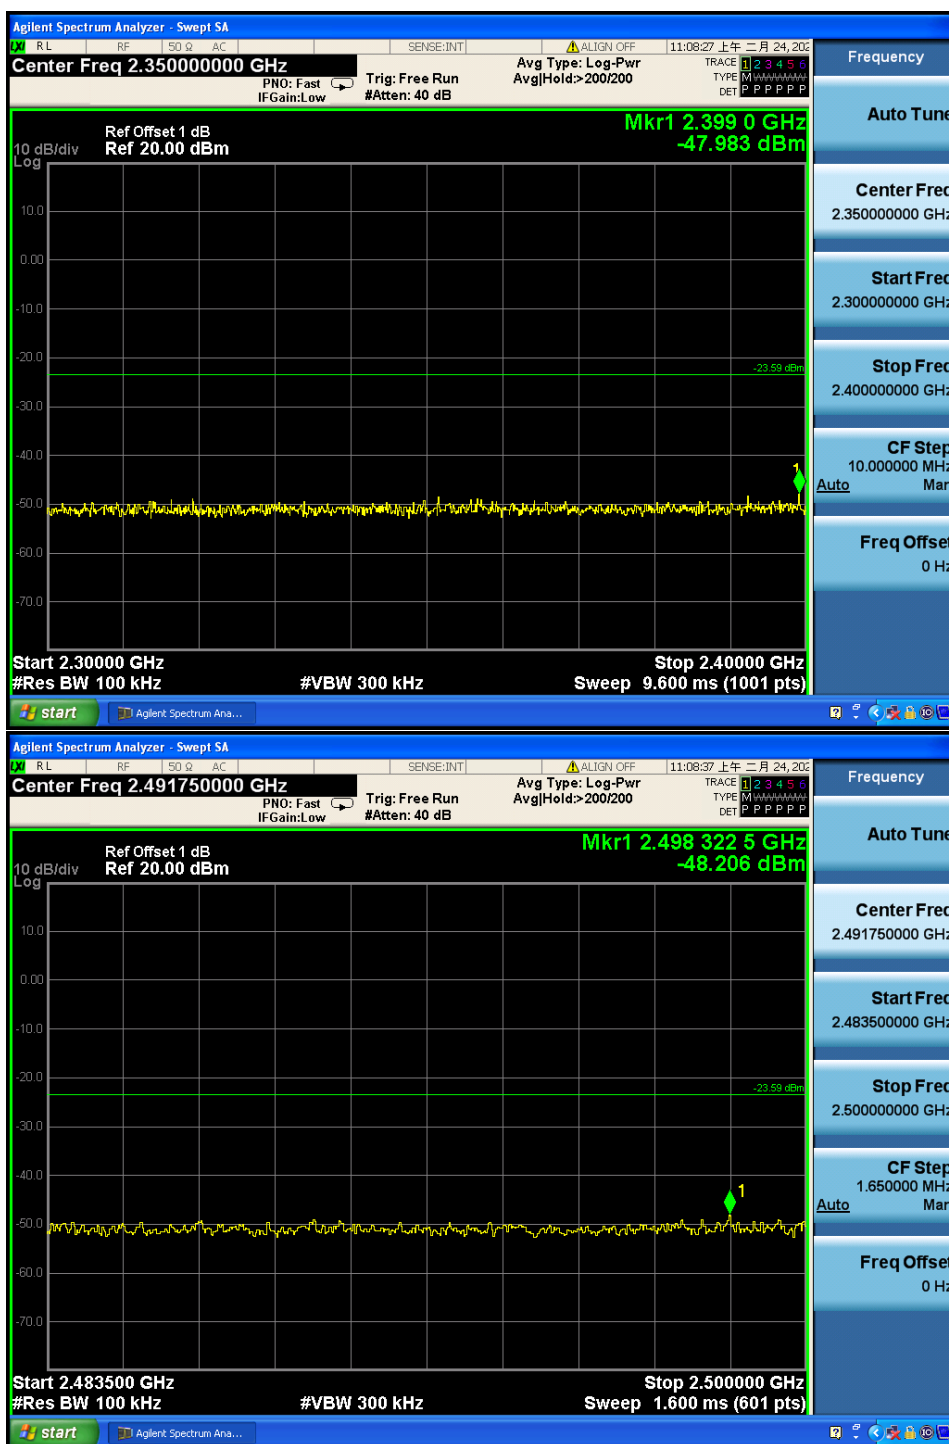 Agilent Spectrum Analyzer - Swept SA
LXI RL RF 50 Ω AC SENSE:INT ALIGN OFF 11:08:27 上午 二月 24, 202
Center Freq 2.350000000 GHz
PNO: Fast
IFGain:Low
Trig: Free Run
#Atten: 40 dB
Avg Type: Log-Pwr
Avg|Hold:>200/200
TRACE 1 2 3 4 5 6
TYPE M
DET P P P P P P
Ref Offset 1 dB
10 dB/div Ref 20.00 dBm
Log
Mkr1 2.399 0 GHz
-47.983 dBm
10.0
0.00
-10.0
-20.0
-23.59 dBm
-30.0
-40.0
1
-50.0
-60.0
-70.0
Start 2.30000 GHz Stop 2.40000 GHz
#Res BW 100 kHz #VBW 300 kHz Sweep 9.600 ms (1001 pts)
Frequency
Auto Tune
Center Freq
2.350000000 GHz
Start Freq
2.300000000 GHz
Stop Freq
2.400000000 GHz
CF Step
10.000000 MHz
Auto Man
Freq Offset
0 Hz
start Agilent Spectrum Ana...
Agilent Spectrum Analyzer - Swept SA
LXI RL RF 50 Ω AC SENSE:INT ALIGN OFF 11:08:37 上午 二月 24, 202
Center Freq 2.491750000 GHz
PNO: Fast
IFGain:Low
Trig: Free Run
#Atten: 40 dB
Avg Type: Log-Pwr
Avg|Hold:>200/200
TRACE 1 2 3 4 5 6
TYPE M
DET P P P P P P
Ref Offset 1 dB
10 dB/div Ref 20.00 dBm
Log
Mkr1 2.498 322 5 GHz
-48.206 dBm
10.0
0.00
-10.0
-20.0
-23.59 dBm
-30.0
-40.0
1
-50.0
-60.0
-70.0
Start 2.483500 GHz Stop 2.500000 GHz
#Res BW 100 kHz #VBW 300 kHz Sweep 1.600 ms (601 pts)
Frequency
Auto Tune
Center Freq
2.491750000 GHz
Start Freq
2.483500000 GHz
Stop Freq
2.500000000 GHz
CF Step
1.650000 MHz
Auto Man
Freq Offset
0 Hz
start Agilent Spectrum Ana...